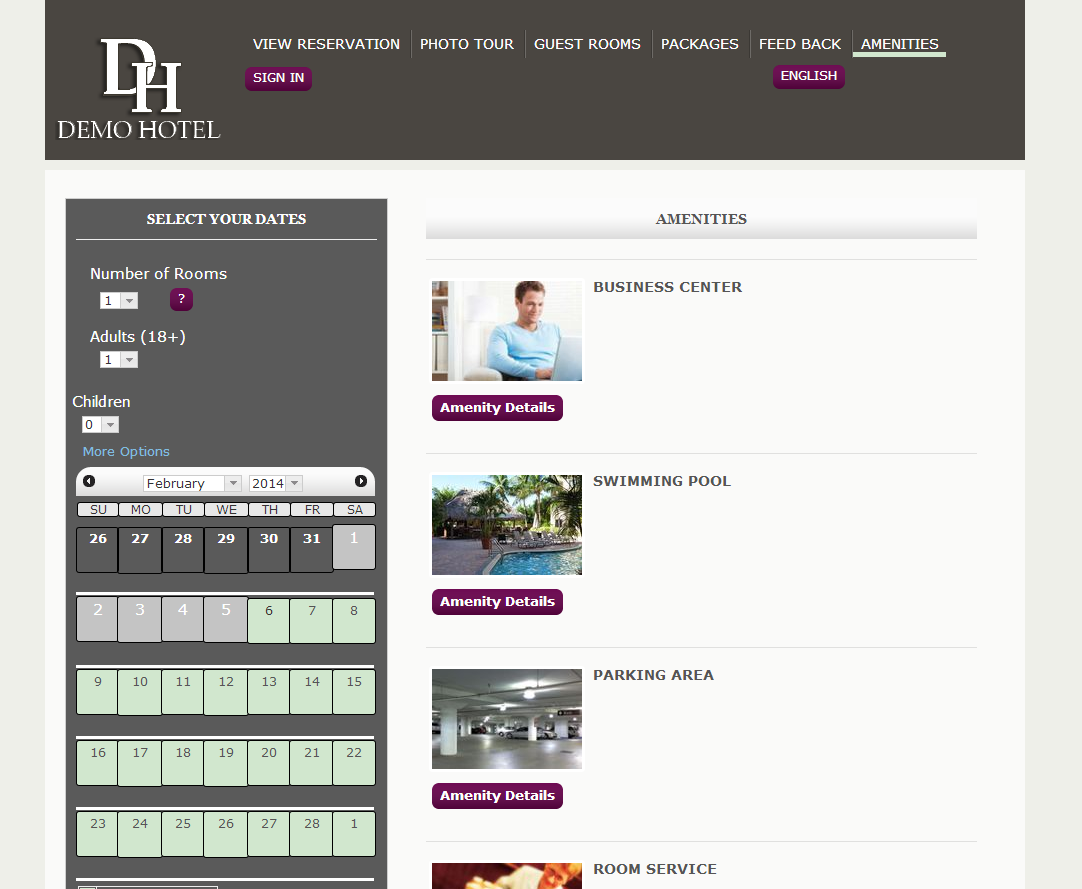 DH
DEMO HOTEL
VIEW RESERVATION
PHOTO TOUR
GUEST ROOMS
PACKAGES
FEED BACK
AMENITIES
SIGN IN
ENGLISH
SELECT YOUR DATES
Number of Rooms
1
?
Adults (18+)
1
Children
0
More Options
February 2014
SU MO TU WE TH FR SA
26 27 28 29 30 31 1
2 3 4 5 6 7 8
9 10 11 12 13 14 15
16 17 18 19 20 21 22
23 24 25 26 27 28 1
AMENITIES
BUSINESS CENTER
Amenity Details
SWIMMING POOL
Amenity Details
PARKING AREA
Amenity Details
ROOM SERVICE